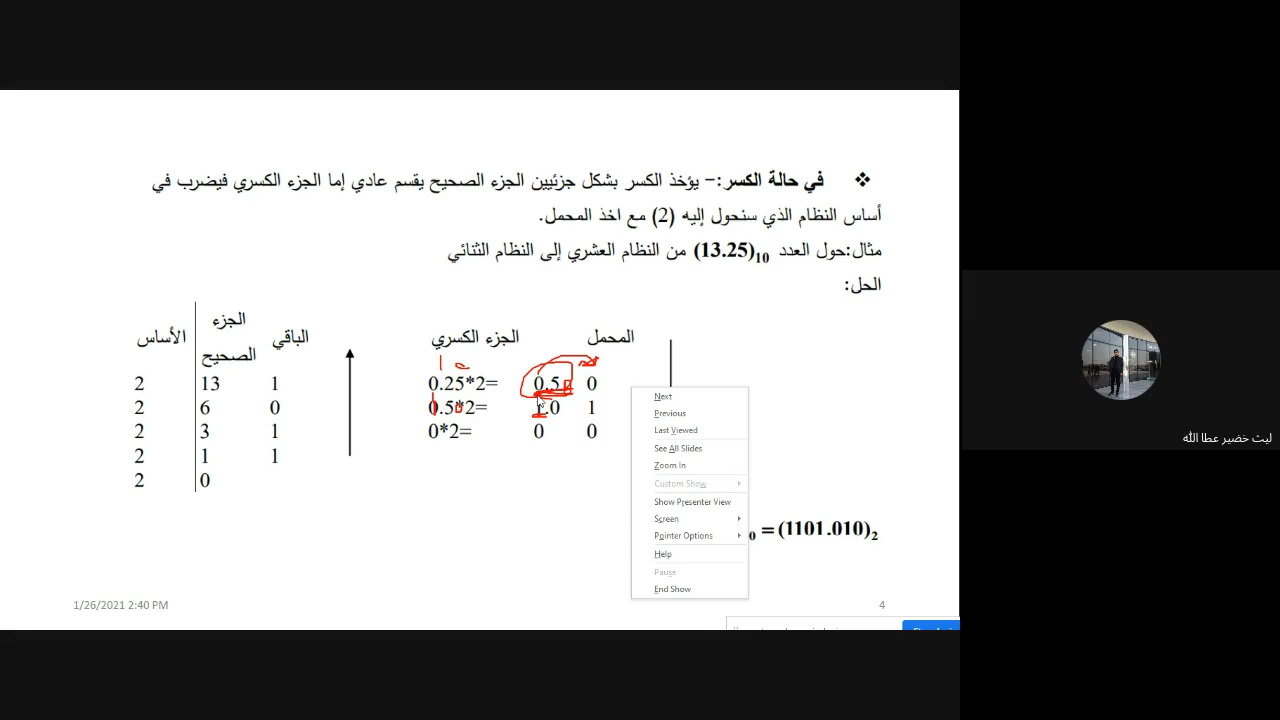 ❖ في حالة الكسر:– يؤخذ الكسر بشكل جزئيين الجزء الصحيح يقسم عادي إما الجزء الكسري فيضرب في
أساس النظام الذي سنحول إليه (2) مع اخذ المحمل.
مثال:حول العدد (13.25)10 من النظام العشري إلى النظام الثنائي
الحل:
الأساس الجزء الصحيح الباقي
2 13 1
2 6 0
2 3 1
2 1 1
2 0
الجزء الكسري المحمل
0.25*2= 0.5 0
0.5*2= 1.0 1
0*2= 0 0
Next
Previous
Last Viewed
See All Slides
Zoom In
Custom Show
Show Presenter View
Screen
Pointer Options
Help
Pause
End Show
0 = (1101.010)2
1/26/2021 2:40 PM
4
ليث خضير عطا الله